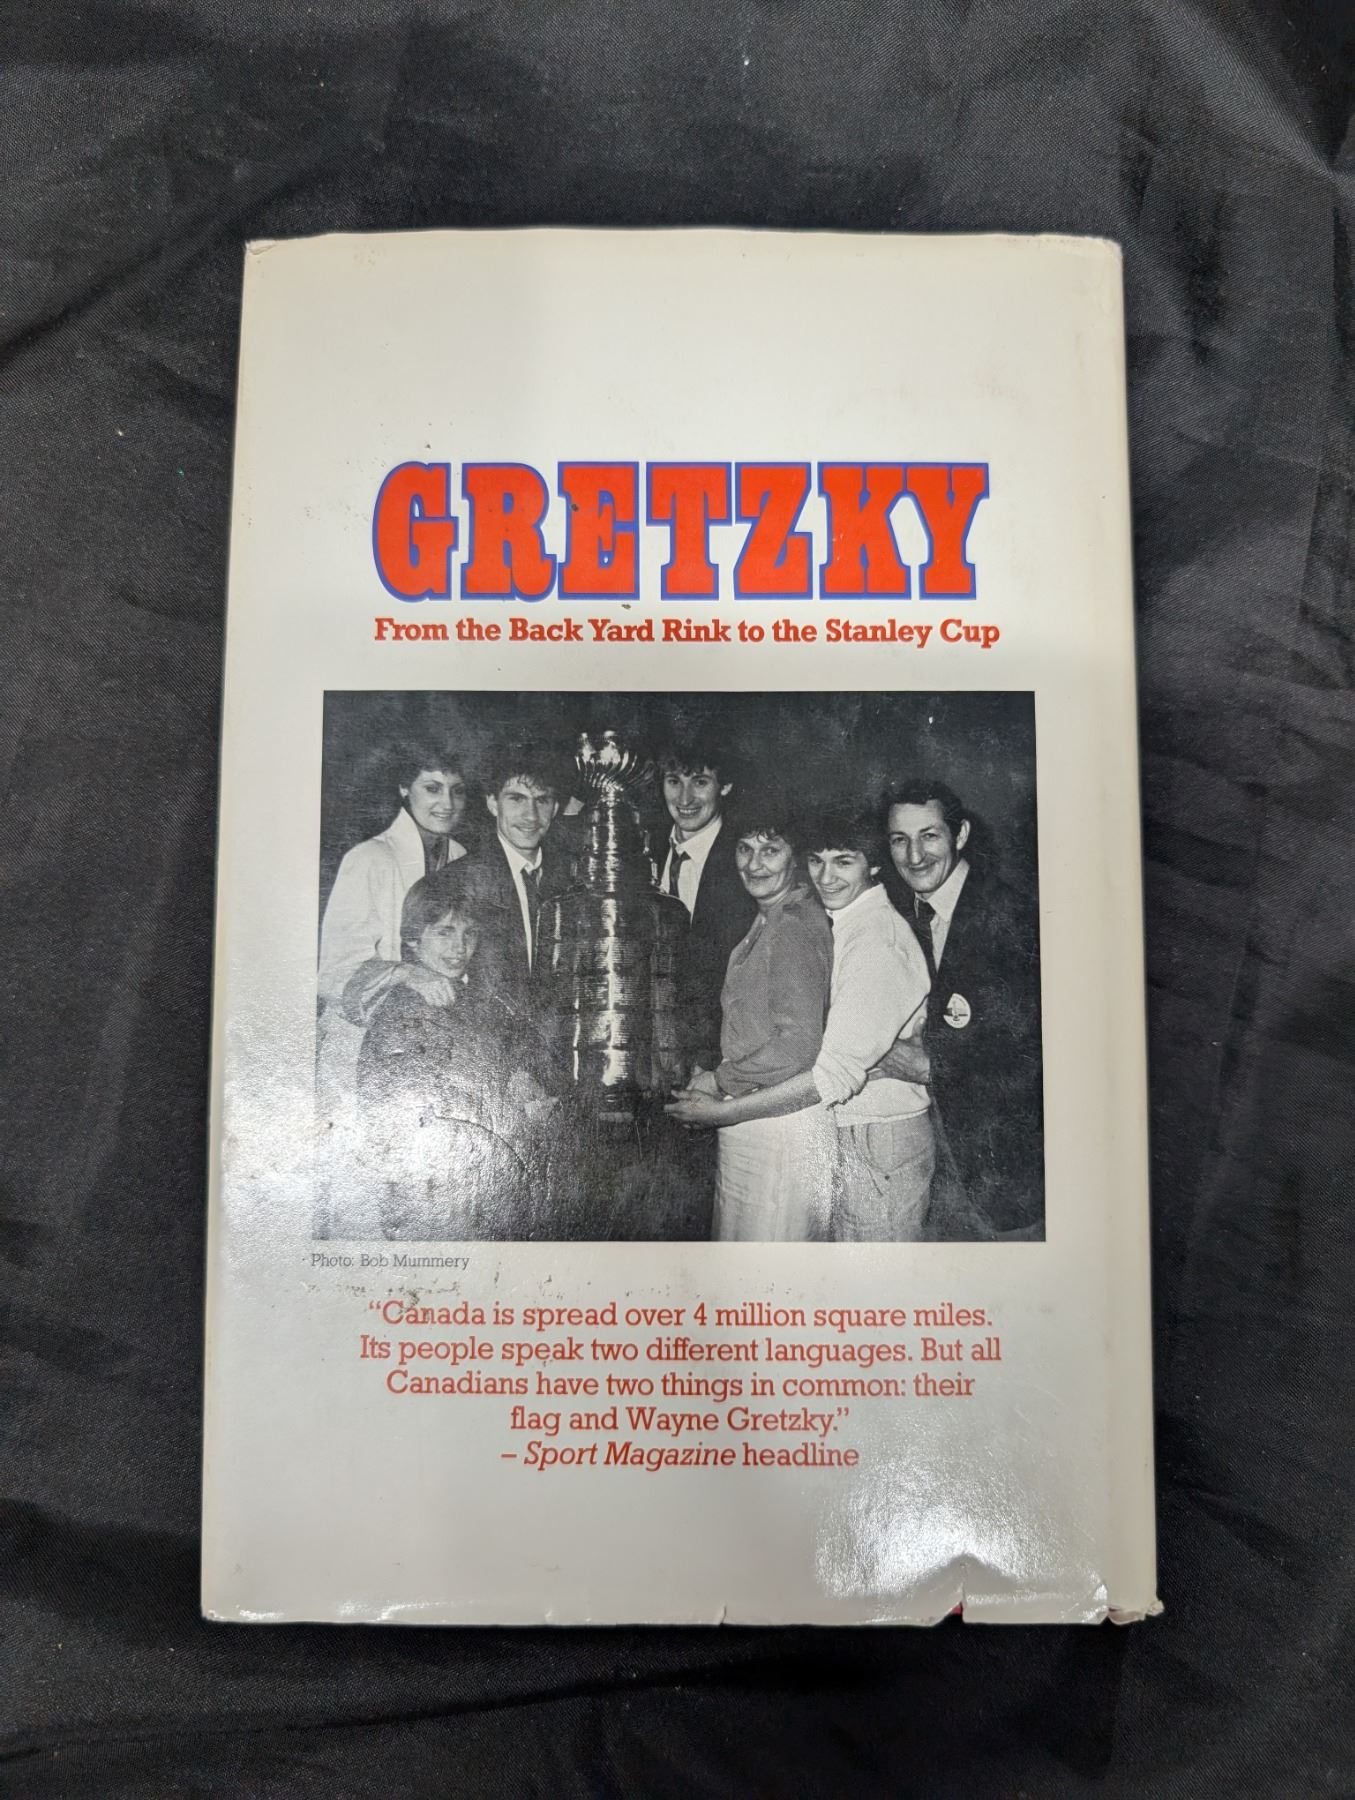 GRETZKY
From the Back Yard Rink to the Stanley Cup
Photo: Bob Mummery
“Canada is spread over 4 million square miles.
Its people speak two different languages. But all
Canadians have two things in common: their
flag and Wayne Gretzky.”
– Sport Magazine headline